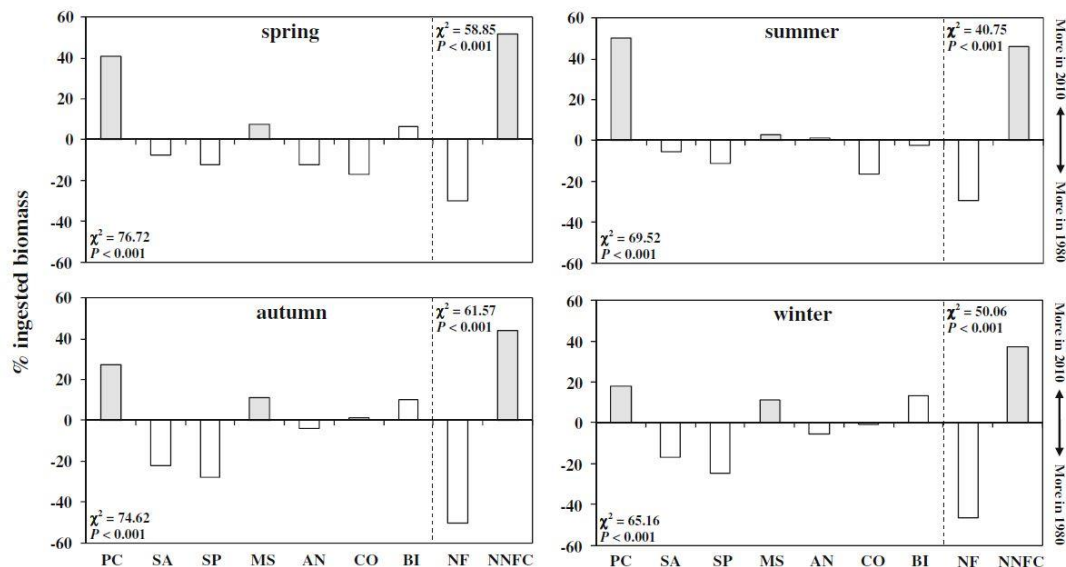 % ingested biomass
60
40
20
0
-20
-40
-60
spring
χ² = 58.85
P < 0.001
χ² = 76.72
P < 0.001
60
40
20
0
-20
-40
-60
summer
χ² = 40.75
P < 0.001
χ² = 69.52
P < 0.001
More in 2010
More in 1980
60
40
20
0
-20
-40
-60
autumn
χ² = 61.57
P < 0.001
χ² = 74.62
P < 0.001
PC SA SP MS AN CO BI NF NNFC
60
40
20
0
-20
-40
-60
winter
χ² = 50.06
P < 0.001
χ² = 65.16
P < 0.001
PC SA SP MS AN CO BI NF NNFC
More in 2010
More in 1980